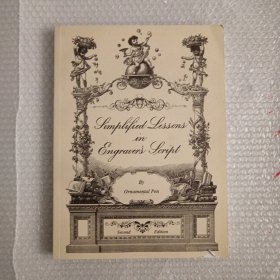 Simplified Lessons
in
Engraver's Script
By
Ornamental Pen
Second Edition